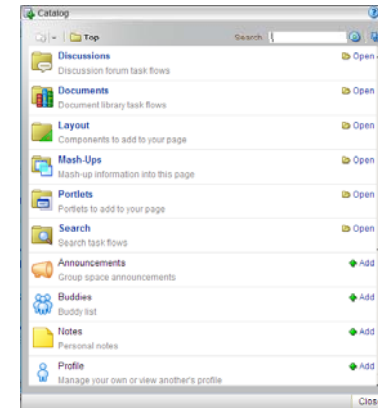 Catalog
Top Search
Discussions Open
Discussion forum task flows
Documents Open
Document library task flows
Layout Open
Components to add to your page
Mash-Ups Open
Mash-up information into this page
Portlets Open
Portlets to add to your page
Search Open
Search task flows
Announcements Add
Group space announcements
Buddies Add
Buddy list
Notes Add
Personal notes
Profile Add
Manage your own or view another's profile
Clos